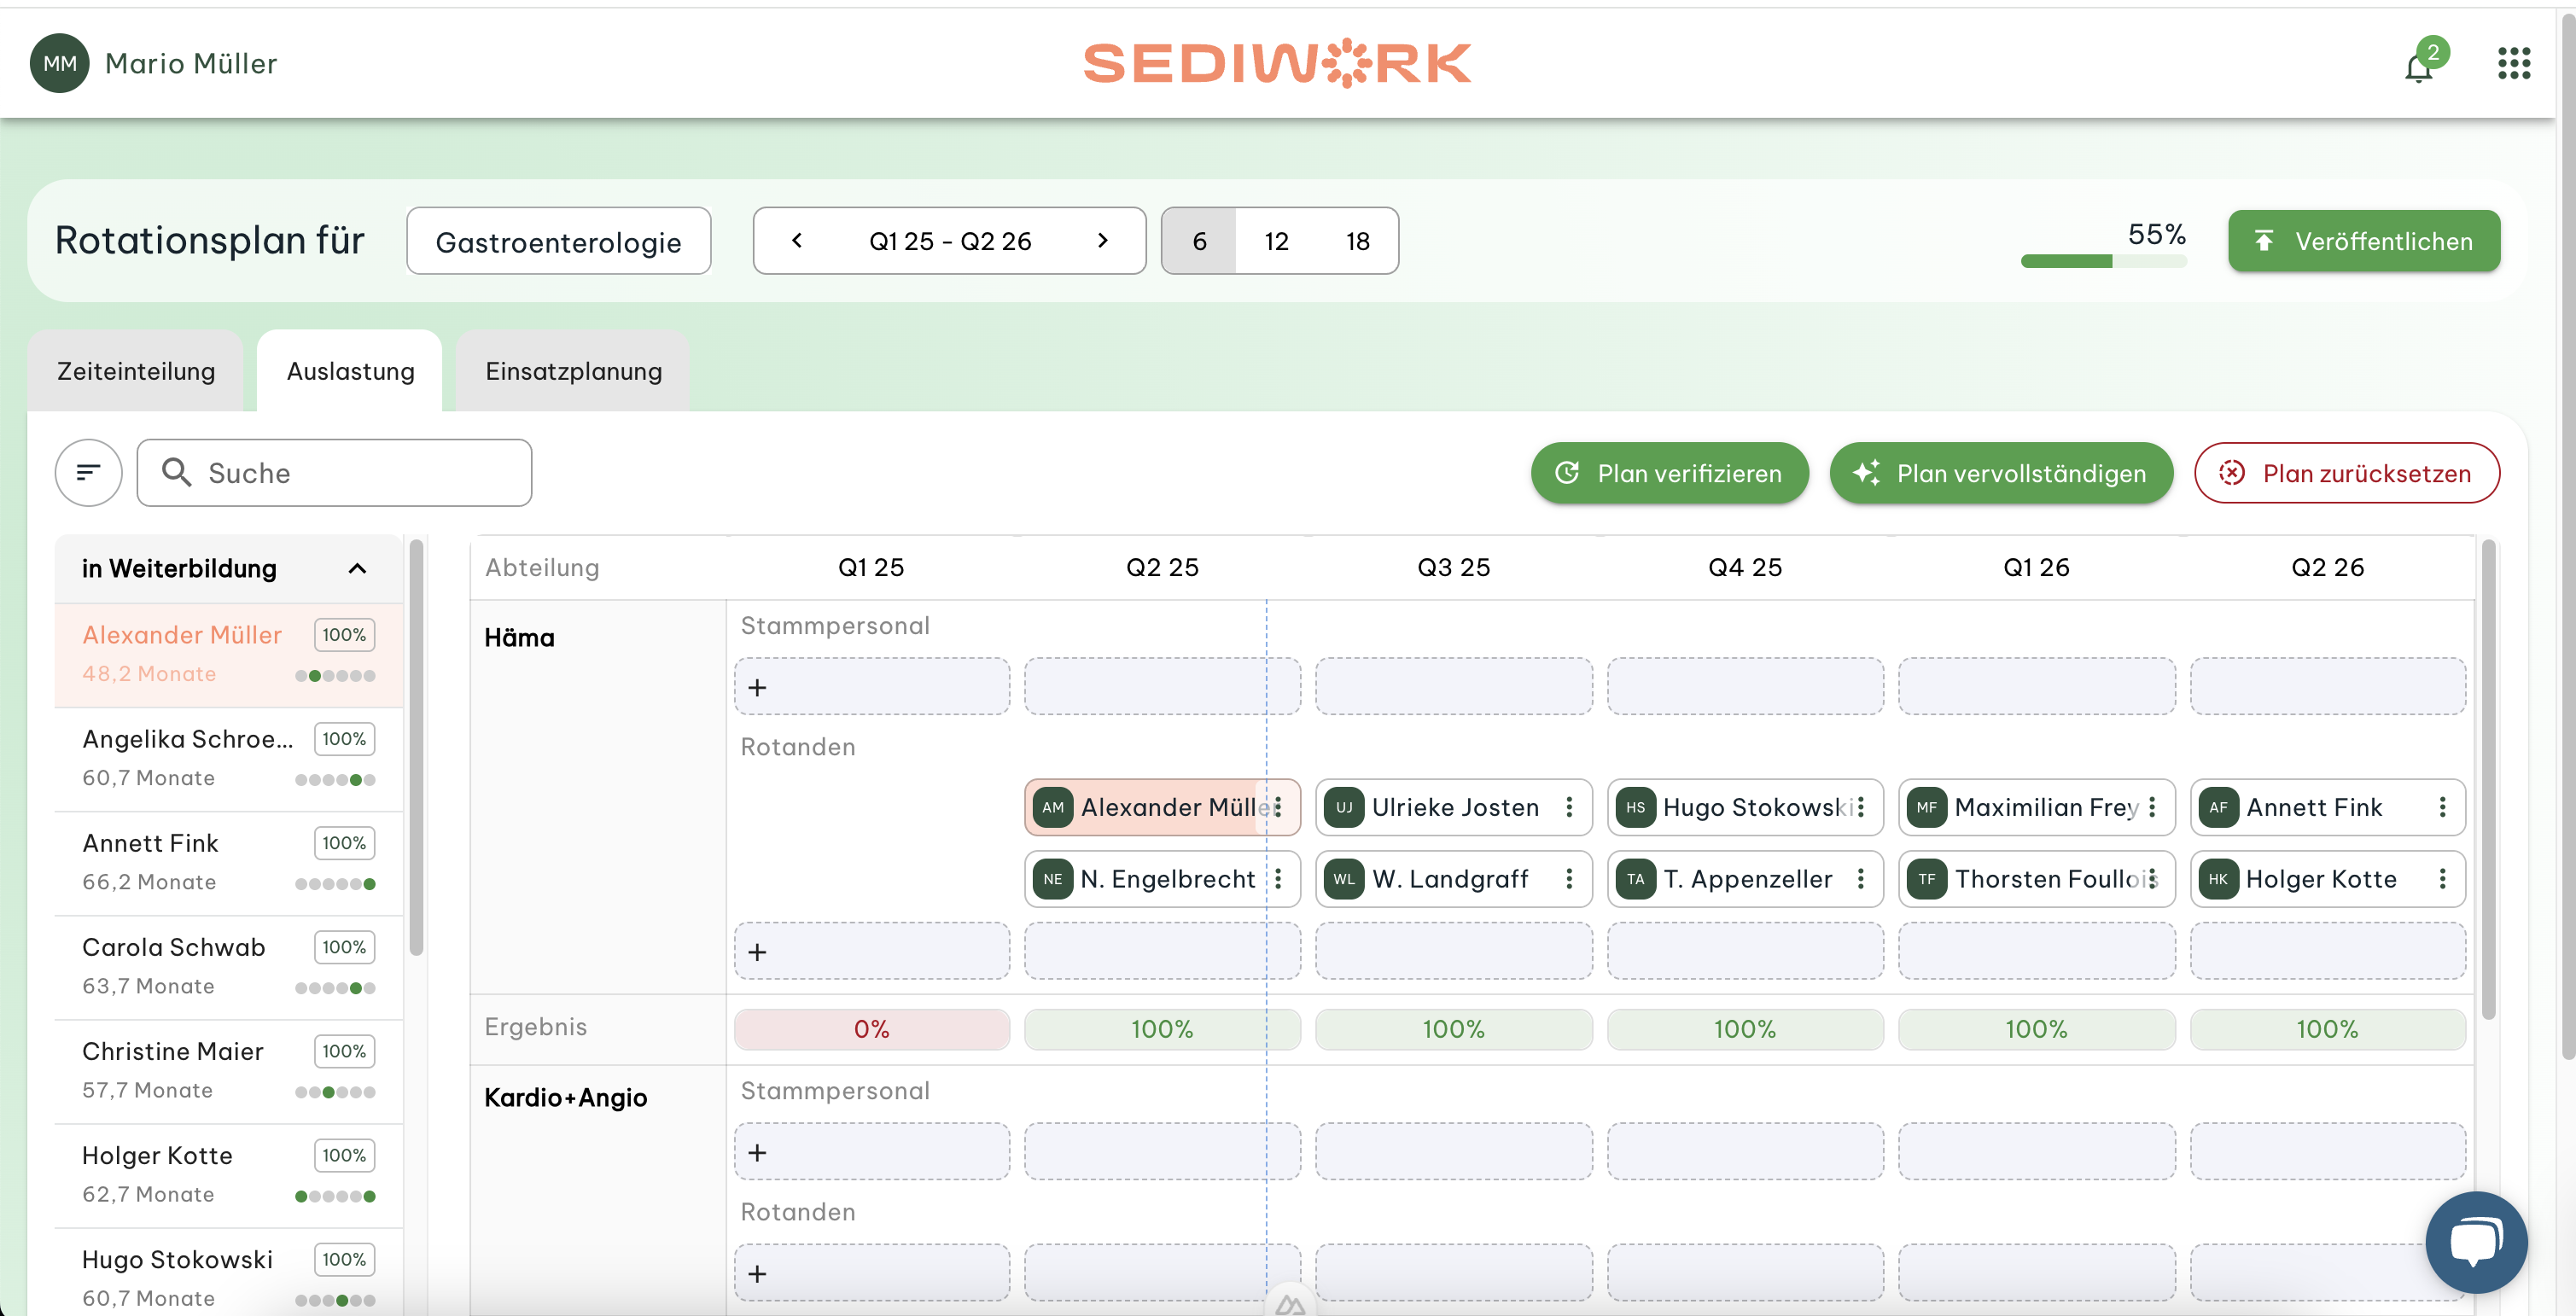 MM Mario Müller
SEDIWORK
2
Rotationsplan für
Gastroenterologie
Q1 25 - Q2 26
6 12 18
55%
Veröffentlichen
Zeiteinteilung Auslastung Einsatzplanung
Suche
Plan verifizieren
Plan vervollständigen
Plan zurücksetzen
in Weiterbildung
Alexander Müller 100%
48,2 Monate
Angelika Schroe... 100%
60,7 Monate
Annett Fink 100%
66,2 Monate
Carola Schwab 100%
63,7 Monate
Christine Maier 100%
57,7 Monate
Holger Kotte 100%
62,7 Monate
Hugo Stokowski 100%
60,7 Monate
Abteilung Q1 25 Q2 25 Q3 25 Q4 25 Q1 26 Q2 26
Häma
Stammpersonal
+
Rotanden
AM Alexander Müller UJ Ulrieke Josten HS Hugo Stokowski MF Maximilian Frey AF Annett Fink
NE N. Engelbrecht WL W. Landgraff TA T. Appenzeller TF Thorsten Foullois HK Holger Kotte
+
Ergebnis 0% 100% 100% 100% 100% 100%
Kardio+Angio
Stammpersonal
+
Rotanden
+